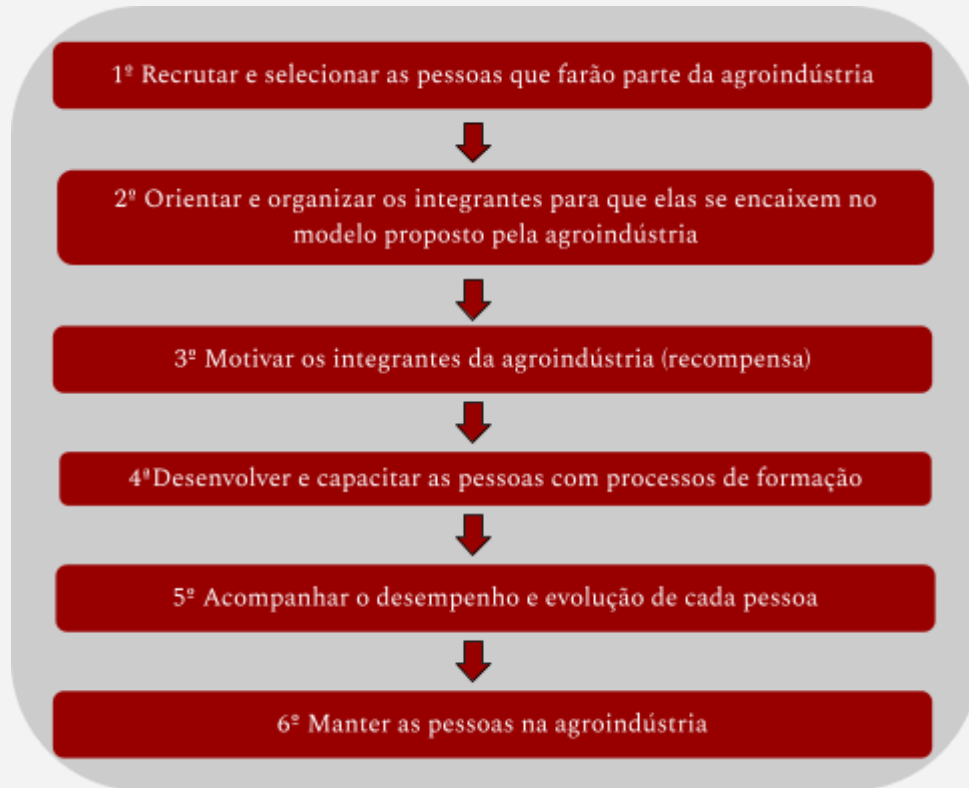 1º Recrutar e selecionar as pessoas que farão parte da agroindústria
2º Orientar e organizar os integrantes para que elas se encaixem no
modelo proposto pela agroindústria
3º Motivar os integrantes da agroindústria (recompensa)
4ºDesenvolver e capacitar as pessoas com processos de formação
5º Acompanhar o desempenho e evolução de cada pessoa
6º Manter as pessoas na agroindústria